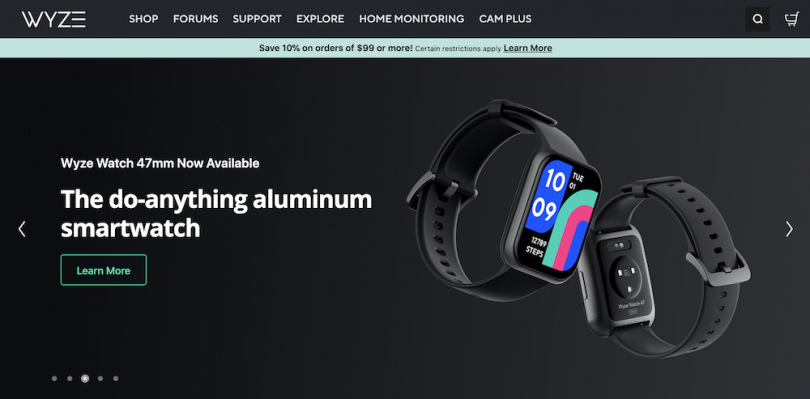 WYZE
SHOP FORUMS SUPPORT EXPLORE HOME MONITORING CAM PLUS
Save 10% on orders of $99 or more! Certain restrictions apply Learn More
Wyze Watch 47mm Now Available
The do-anything aluminum
smartwatch
Learn More
10
09
TUE
01
12789
STEPS
Wyze Watch 47